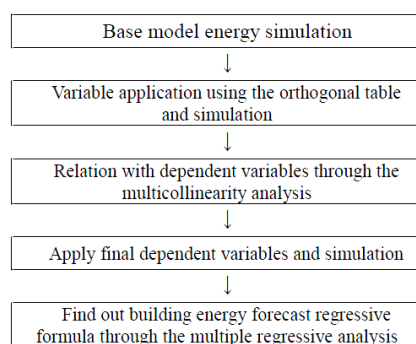 Base model energy simulation
↓
Variable application using the orthogonal table
and simulation
↓
Relation with dependent variables through the
multicollinearity analysis
↓
Apply final dependent variables and simulation
↓
Find out building energy forecast regressive
formula through the multiple regressive analysis